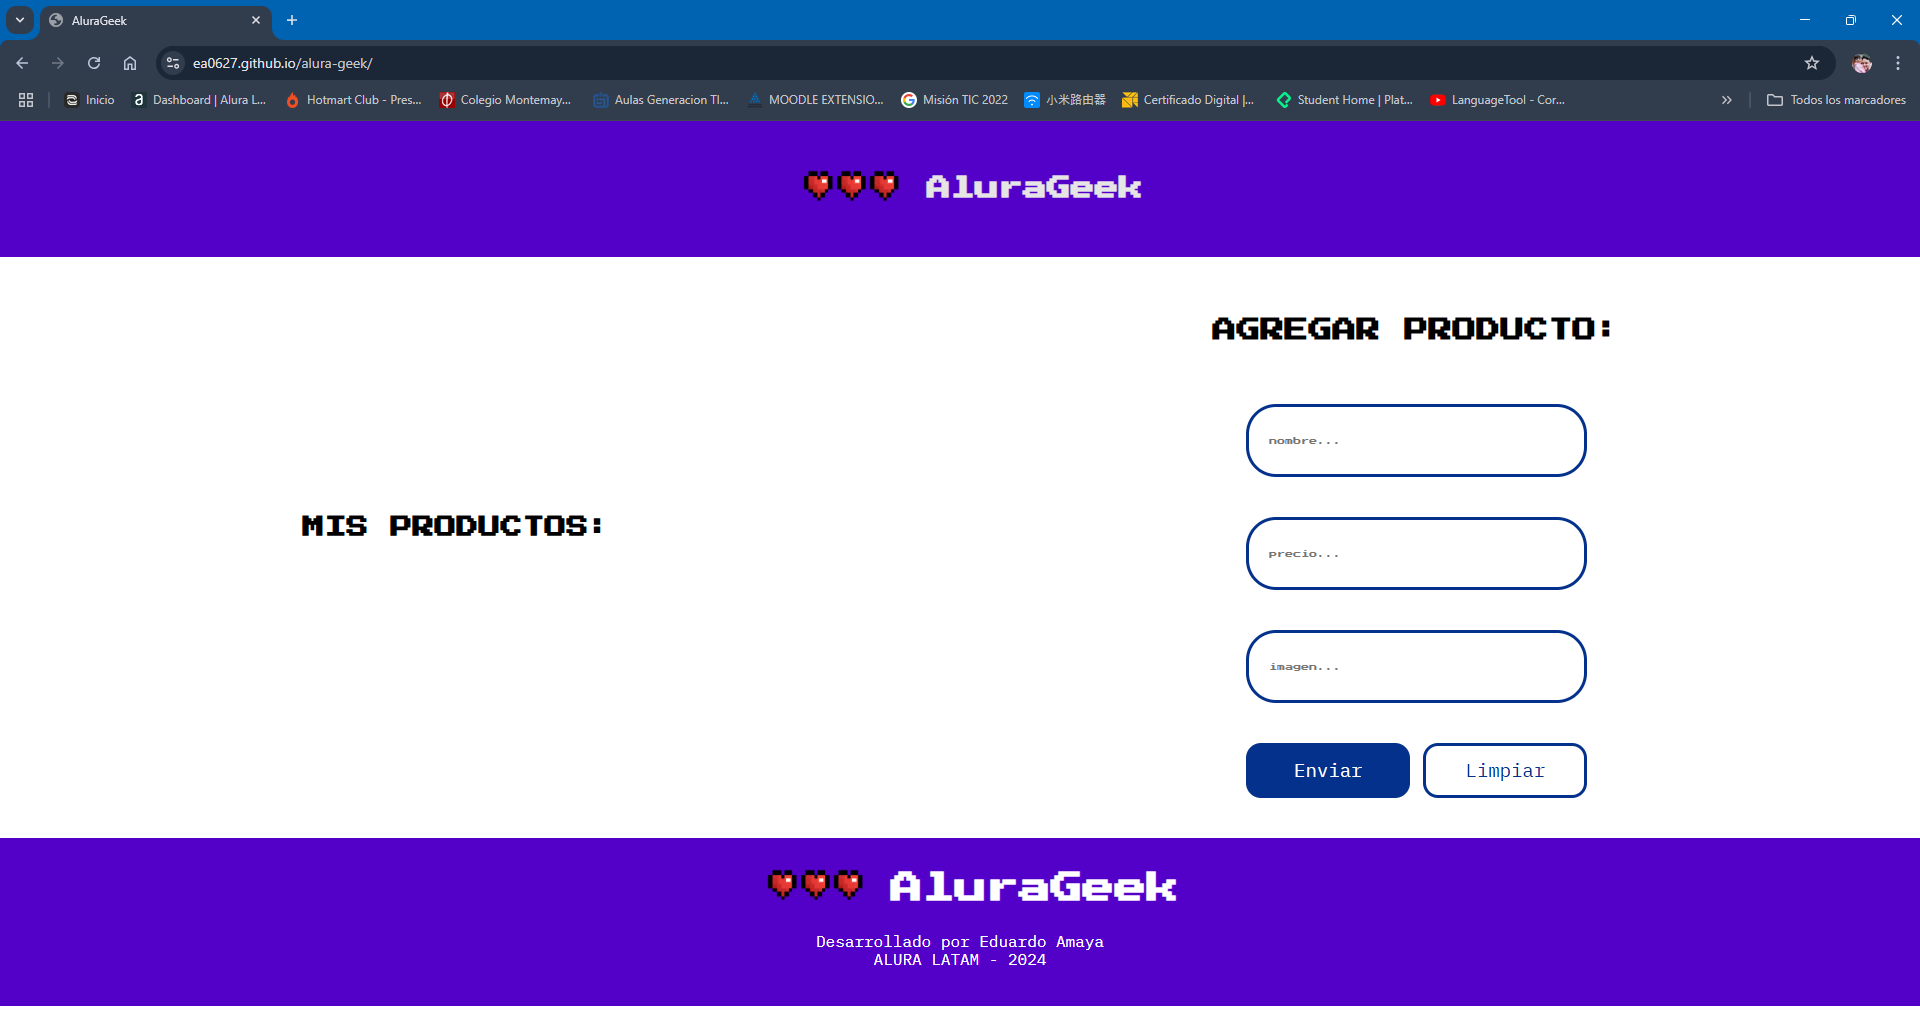 AluraGeek
ea0627.github.io/alura-geek/
Inicio
Dashboard | Alura L...
Hotmart Club - Pres...
Colegio Montemay...
Aulas Generacion TI...
MOODLE EXTENSIO...
Misión TIC 2022
小米路由器
Certificado Digital |...
Student Home | Plat...
LanguageTool - Cor...
Todos los marcadores
AluraGeek
MIS PRODUCTOS:
AGREGAR PRODUCTO:
nombre...
precio...
imagen...
Enviar
Limpiar
AluraGeek
Desarrollado por Eduardo Amaya
ALURA LATAM - 2024